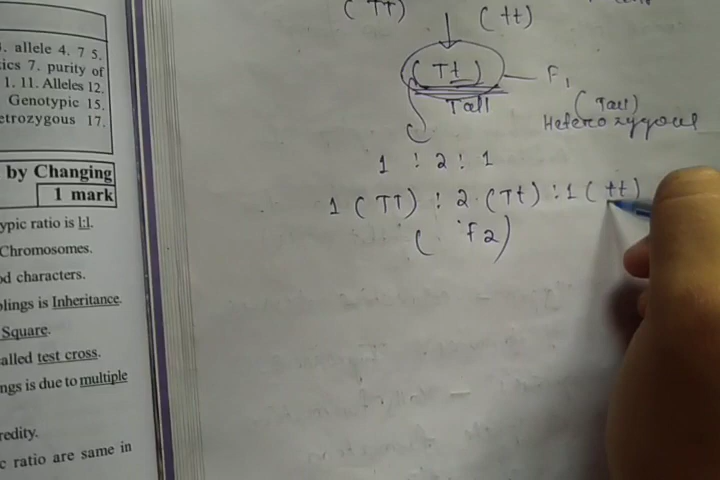 . allele 4. 7 5.
ics 7. purity of
1. 11. Alleles 12.
Genotypic 15.
etrozygous 17.
by Changing
1 mark
ypic ratio is 1:1.
Chromosomes.
od characters.
blings is Inheritance.
Square.
alled test cross.
ngs is due to multiple
redity.
c ratio are same in
(TT) (tt)
(Tt) F1
Tall (Tall)
Heterozygous
1 : 2 : 1
1 (TT) : 2 (Tt) : 1 (tt)
( F2)